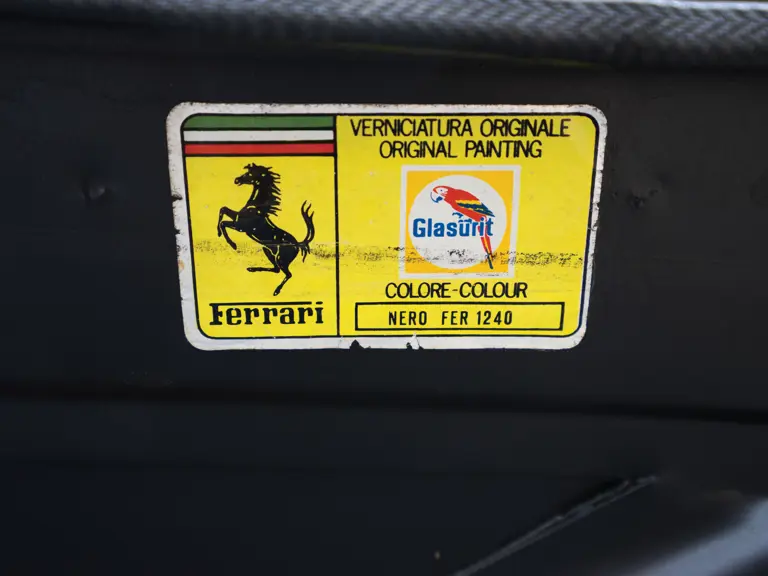 VERNICIATURA ORIGINALE
ORIGINAL PAINTING
Glasurit
COLORE-COLOUR
NERO FER 1240
Ferrari